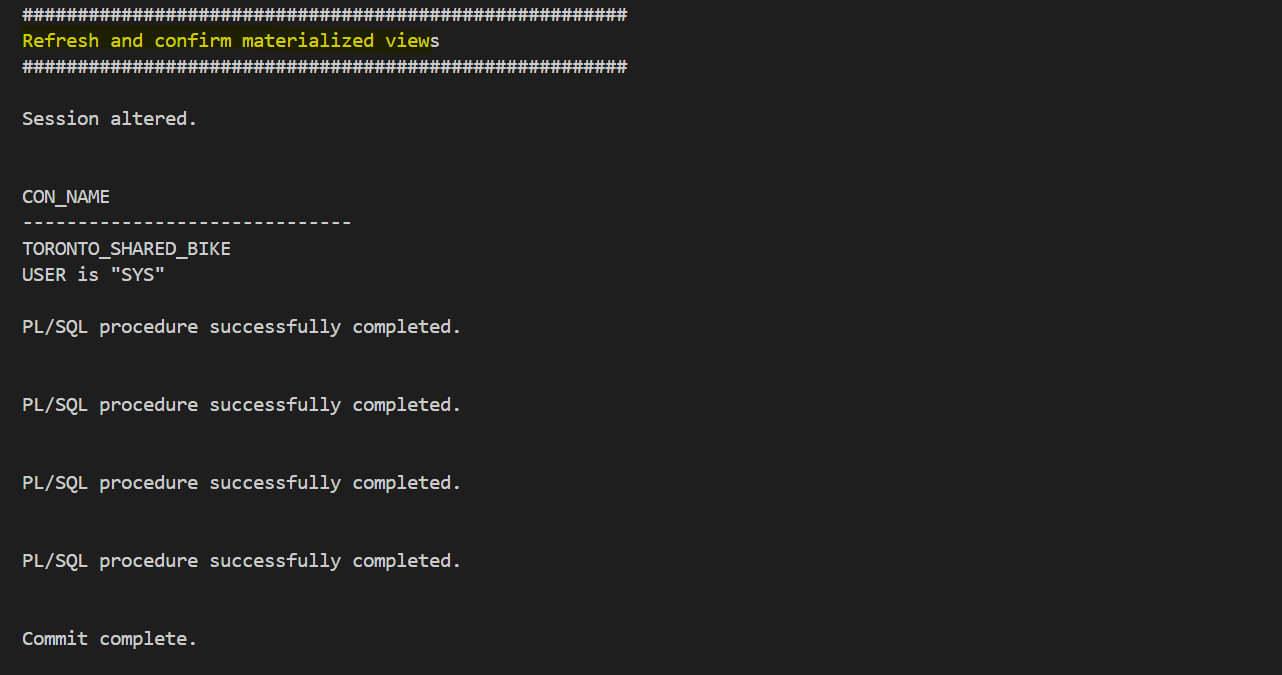 #######################################################
Refresh and confirm materialized views
#######################################################
Session altered.
CON_NAME
------------------------------
TORONTO_SHARED_BIKE
USER is "SYS"
PL/SQL procedure successfully completed.
PL/SQL procedure successfully completed.
PL/SQL procedure successfully completed.
PL/SQL procedure successfully completed.
Commit complete.